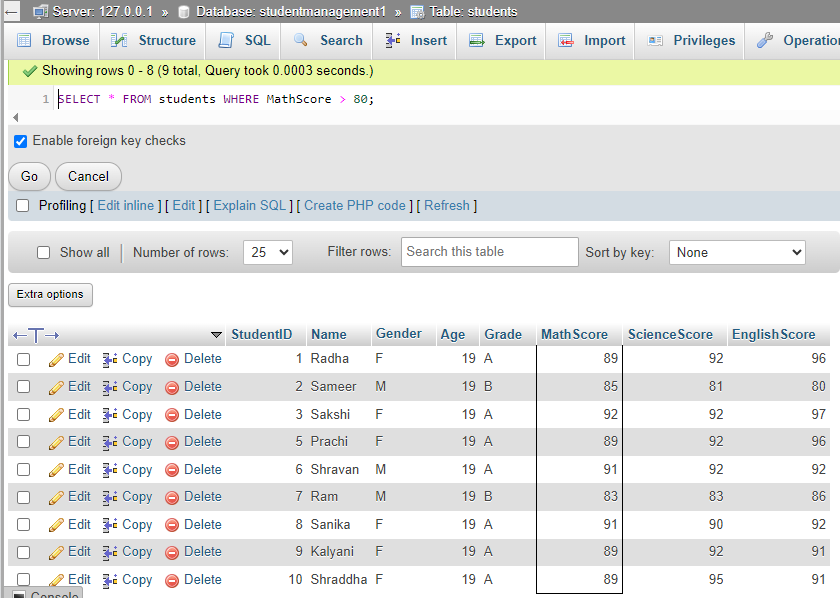 Server: 127.0.0.1 » Database: studentmanagement1 » Table: students
Browse Structure SQL Search Insert Export Import Privileges Operatio
Showing rows 0 - 8 (9 total, Query took 0.0003 seconds.)
1 SELECT * FROM students WHERE MathScore > 80;
Enable foreign key checks
Go Cancel
Profiling [ Edit inline ] [ Edit ] [ Explain SQL ] [ Create PHP code ] [ Refresh ]
Show all Number of rows: 25 Filter rows: Search this table Sort by key: None
Extra options
StudentID Name Gender Age Grade MathScore ScienceScore EnglishScore
Edit Copy Delete 1 Radha F 19 A 89 92 96
Edit Copy Delete 2 Sameer M 19 B 85 81 80
Edit Copy Delete 3 Sakshi F 19 A 92 92 97
Edit Copy Delete 5 Prachi F 19 A 89 92 96
Edit Copy Delete 6 Shravan M 19 A 91 92 92
Edit Copy Delete 7 Ram M 19 B 83 83 86
Edit Copy Delete 8 Sanika F 19 A 91 90 92
Edit Copy Delete 9 Kalyani F 19 A 89 92 91
Edit Copy Delete 10 Shraddha F 19 A 89 95 91
Console